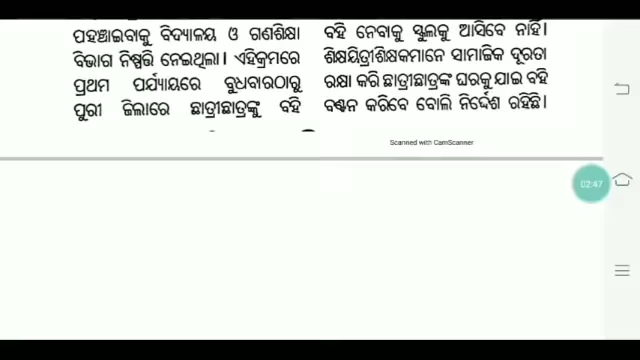 ପହଞ୍ଚାଇବାକୁ ବିଦ୍ୟାଳୟ ଓ ଗଣଶିକ୍ଷା
ବିଭାଗ ନିଷ୍ପତ୍ତି ନେଇଥିଲା। ଏହିକ୍ରମରେ
ପ୍ରଥମ ପର୍ଯ୍ୟାୟରେ ବୁଧବାରଠାରୁ
ପୁରୀ ଜିଲାରେ ଛାତ୍ରୀଛାତ୍ରଙ୍କୁ ବହି
ବହି ନେବାକୁ ସ୍କୁଲକୁ ଆସିବେ ନାହିଁ।
ଶିକ୍ଷୟିତ୍ରୀଶିକ୍ଷକମାନେ ସାମାଜିକ ଦୂରତା
ରକ୍ଷା କରି ଛାତ୍ରୀଛାତ୍ରଙ୍କ ଘରକୁ ଯାଇ ବହି
ବଣ୍ଟନ କରିବେ ବୋଲି ନିର୍ଦ୍ଦେଶ ରହିଛି।
Scanned with CamScanner
02:47